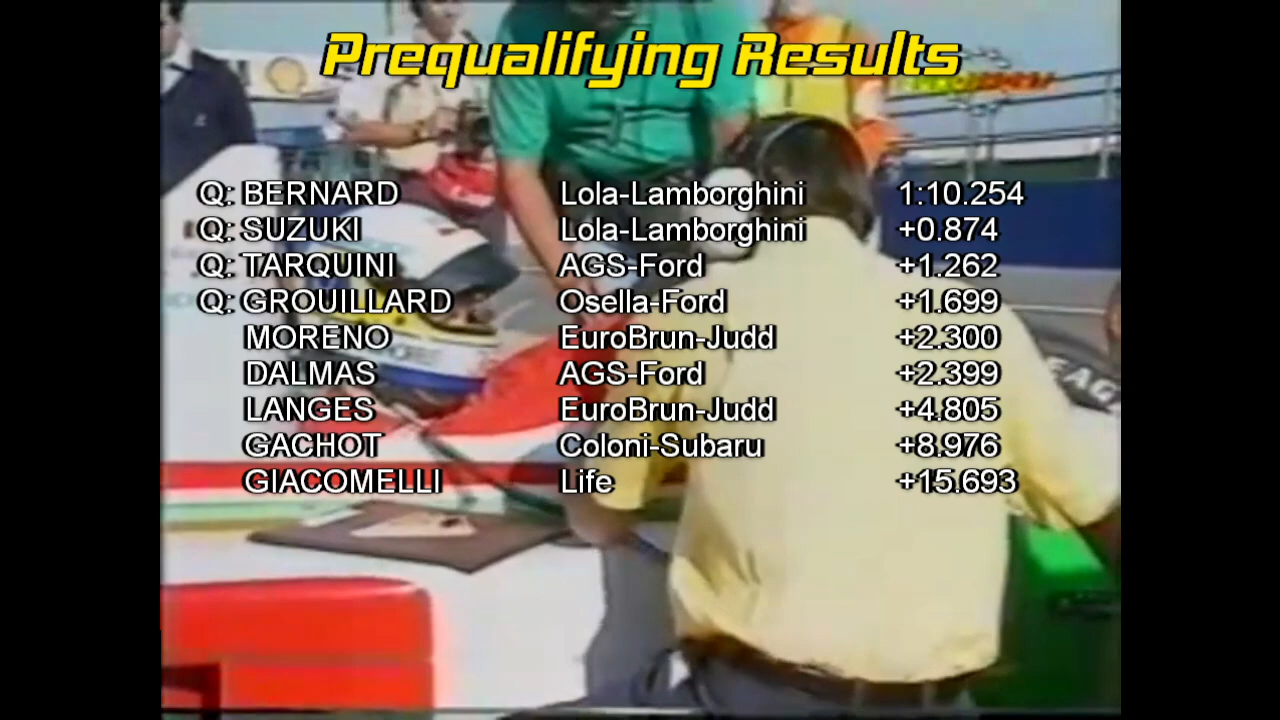 Prequalifying Results
Q: BERNARD Lola-Lamborghini 1:10.254
Q: SUZUKI Lola-Lamborghini +0.874
Q: TARQUINI AGS-Ford +1.262
Q: GROUILLARD Osella-Ford +1.699
MORENO EuroBrun-Judd +2.300
DALMAS AGS-Ford +2.399
LANGES EuroBrun-Judd +4.805
GACHOT Coloni-Subaru +8.976
GIACOMELLI Life +15.693